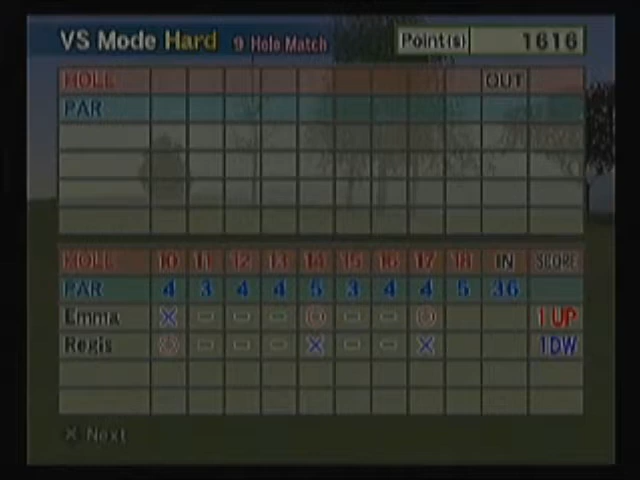 VS Mode Hard 9 Hole Match Point(s) 1616
HOLE OUT
PAR
HOLE 10 11 12 13 14 15 16 17 18 IN SCORE
PAR 4 3 4 4 5 3 4 4 5 36
Emma X - - - O - - O 1UP
Regis O - - - X - - X 1DW
X Next